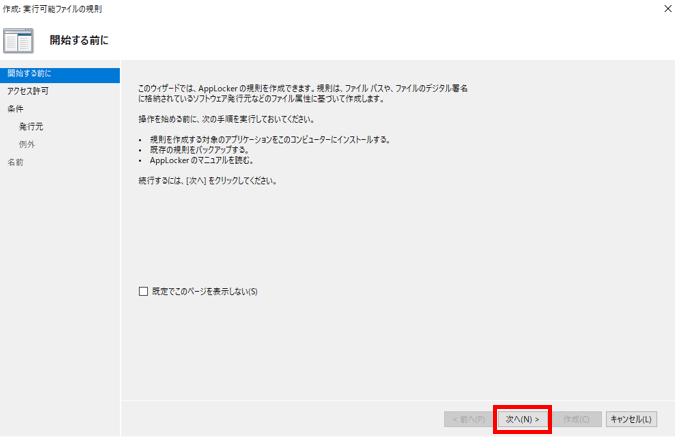 作成: 実行可能ファイルの規則
開始する前に
開始する前に
アクセス許可
条件
発行元
例外
名前
このウィザードでは、AppLocker の規則を作成できます。規則は、ファイル パスや、ファイルのデジタル署名
に格納されているソフトウェア発行元などのファイル属性に基づいて作成します。
操作を始める前に、次の手順を実行しておいてください。
• 規則を作成する対象のアプリケーションをこのコンピューターにインストールする。
• 既存の規則をバックアップする。
• AppLocker のマニュアルを読む。
続行するには、[次へ] をクリックしてください。
既定でこのページを表示しない(S)
< 前へ(P) 次へ(N) > 作成(C) キャンセル(L)